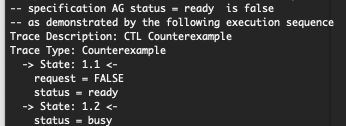 -- specification AG status = ready  is false
-- as demonstrated by the following execution sequence
Trace Description: CTL Counterexample
Trace Type: Counterexample
  -> State: 1.1 <-
    request = FALSE
    status = ready
  -> State: 1.2 <-
    status = busy